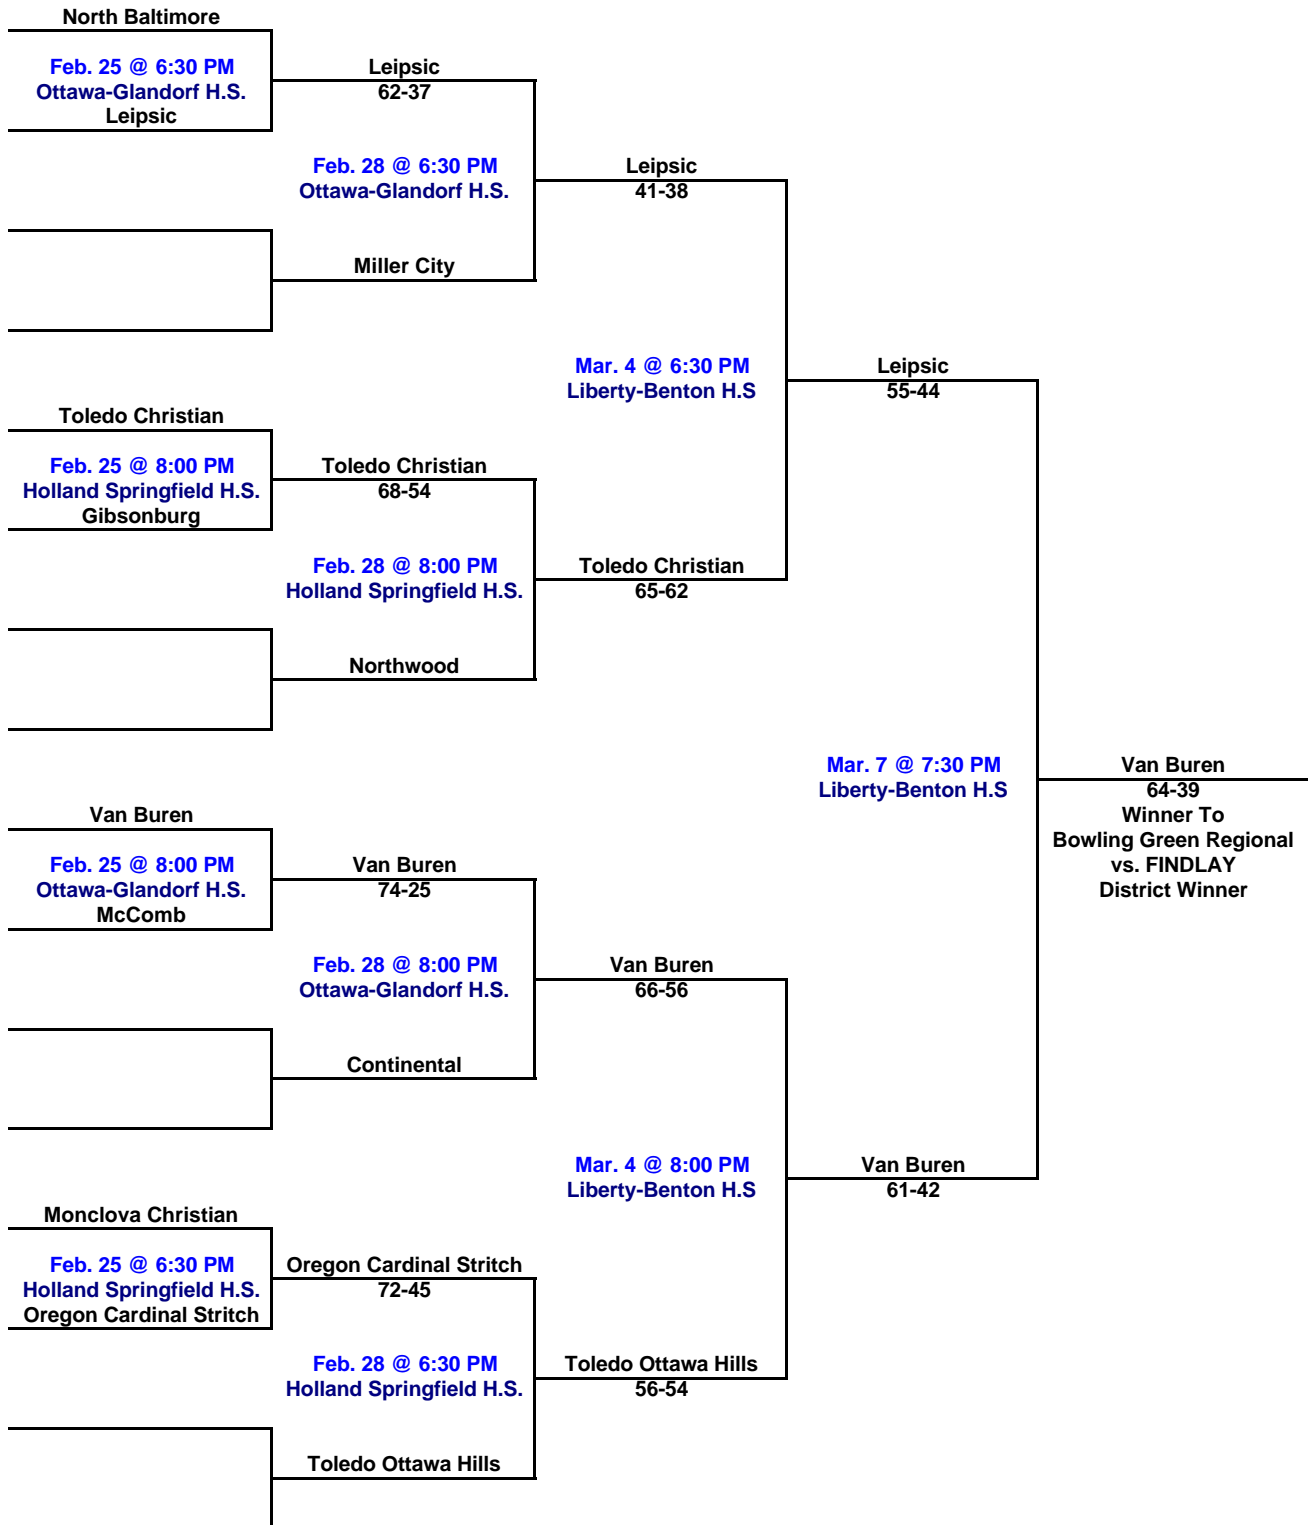 North Baltimore
Feb. 25 @ 6:30 PM
Ottawa-Glandorf H.S.
Leipsic
Leipsic
62-37
Feb. 28 @ 6:30 PM
Ottawa-Glandorf H.S.
Miller City
Leipsic
41-38
Toledo Christian
Feb. 25 @ 8:00 PM
Holland Springfield H.S.
Gibsonburg
Toledo Christian
68-54
Feb. 28 @ 8:00 PM
Holland Springfield H.S.
Northwood
Toledo Christian
65-62
Mar. 4 @ 6:30 PM
Liberty-Benton H.S
Leipsic
55-44
Van Buren
Feb. 25 @ 8:00 PM
Ottawa-Glandorf H.S.
McComb
Van Buren
74-25
Feb. 28 @ 8:00 PM
Ottawa-Glandorf H.S.
Continental
Van Buren
66-56
Monclova Christian
Feb. 25 @ 6:30 PM
Holland Springfield H.S.
Oregon Cardinal Stritch
Oregon Cardinal Stritch
72-45
Feb. 28 @ 6:30 PM
Holland Springfield H.S.
Toledo Ottawa Hills
Toledo Ottawa Hills
56-54
Mar. 4 @ 8:00 PM
Liberty-Benton H.S
Van Buren
61-42
Mar. 7 @ 7:30 PM
Liberty-Benton H.S
Van Buren
64-39
Winner To
Bowling Green Regional
vs. FINDLAY
District Winner